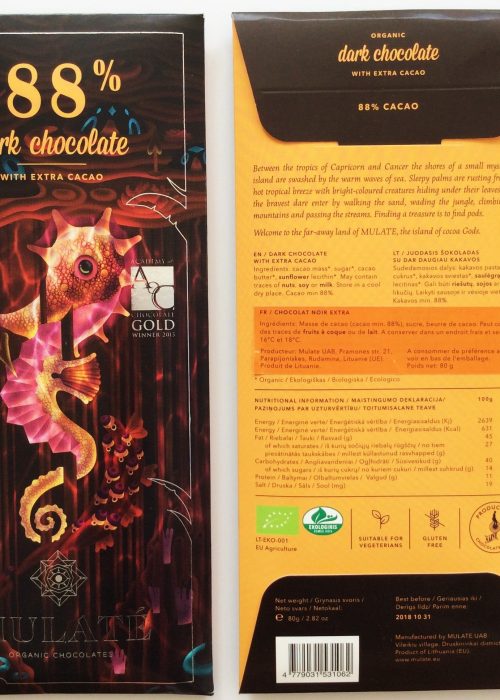 88%
dark chocolate
WITH EXTRA CACAO
ACADEMY of
A C
CHOCOLATE
GOLD
WINNER 2015
MULATÉ
ORGANIC CHOCOLATES
ORGANIC
dark chocolate
WITH EXTRA CACAO
88% CACAO
Between the tropics of Capricorn and Cancer the shores of a small
island are swashed by the warm waves of sea. Sleepy palms are rusting
hot tropical breeze with bright-coloured creatures hiding under their
the bravest dare enter by walking the sand, wading the jungle,
mountains and passing the streams. Finding a treasure is to find pods.
Welcome to the far-away land of MULATE, the island of cocoa Gods.
EN / DARK CHOCOLATE
WITH EXTRA CACAO
Ingredients: cacao mass* sugar*, cacao
butter*, sunflower lecithin* May contain
traces of nuts, soy or milk. Store in a cool
dry place. Cacao min 88%.
LT / JUODASIS ŠOKOLADAS
SU DAR DAUGIAU KAKAVOS
Sudedamosios dalys: kakavos
cukrus*, kakavos sviestas*,
lecitinas*. Gali būti riešutų, sojos
likučių. Laikyti sausoje ir vėsioje
Kakavos min. 88%.
FR / CHOCOLAT NOIR EXTRA
Ingrédients: Masse de cacao (cacao min. 88%), sucre, beurre de cacao. Peut
des traces de fruits à coque ou de lait. A conserver dans un endroit frais et
16°C et 18°C.
Producteur: Mulate UAB, Pramones str. 21,
Parapijoniskes, Rudamina, Lituanie (UE)
Produit de Lituanie.
A consommer de préférence
voir en bas de l'emballage.
Poids net: 80 g
* Organic / Ekologiškas / Bioloģiska / Ecologico
NUTRITIONAL INFORMATION / MAISTINGUMO DEKLARACIJA /
PAZIŅOJUMS PAR UZTURVĒRTĪBU / TOITUMISALANE TEAVE
100g
Energy / Energinė vertė / Enerģētiskā vērtība / Energiasisaldus (Kj) 2639
Energy / Energinė vertė / Enerģētiskā vērtība / Energiasisaldus (Kcal) 631
Fat / Riebalai / Tauki / Rasvad (g) 45
of which saturates / iš kurių sočiųjų riebalų rūgščių / no tiem 27
piesātinātās taukskābes / millest küllastunud rasvhapped (g)
Carbohydrates / Angliavandeniai / Ogļhidrāti / Süsivesikud (g) 40
of which sugars / iš kurių cukrų / no kuriem cukuri / millest suhkrud (g) 14
Protein / Baltymai / Olbaltumvielas / Valgud (g) 11
Salt / Druska / Sāls / Sool (mg) 19
LT-EKO-001
EU Agriculture
EKOLOGIŠKIS
SUITABLE FOR
VEGETERIANS
GLUTEN
FREE
Net weight / Grynasis svoris /
Neto svars / Netokaal:
80g / 2.82 oz
Best before / Geriausias iki /
Derīgs līdz/ Parim enne:
2018 10 31
4 779031 531062
Manufactured by MULATE UAB
Vileikiu village, Druskininkai
Product of Lithuania (EU)
www.mulate.eu